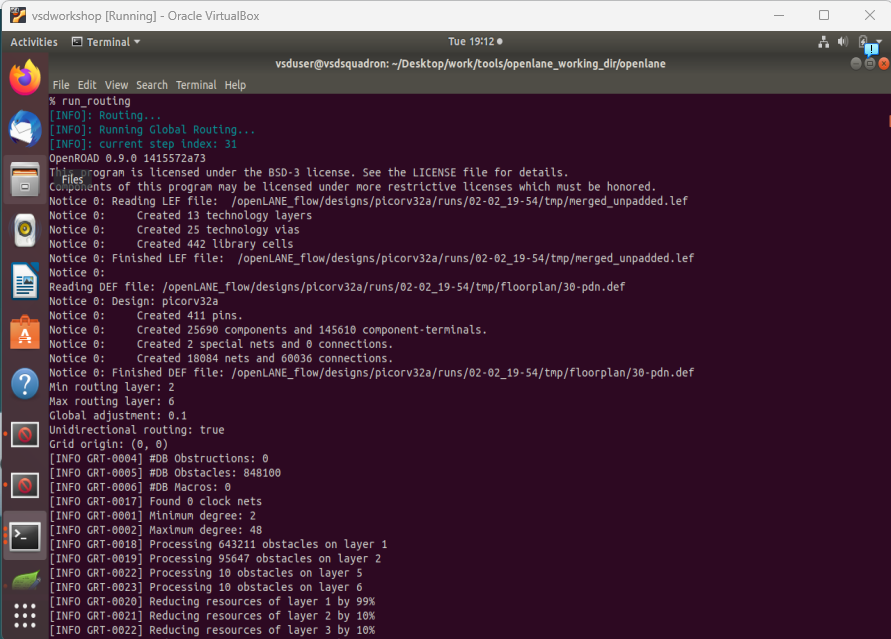 vsdworkshop [Running] - Oracle VirtualBox
Activities
Terminal
Tue 19:12
vsduser@vsdsquadron: ~/Desktop/work/tools/openlane_working_dir/openlane
File Edit View Search Terminal Help
% run_routing
[INFO]: Routing...
[INFO]: Running Global Routing...
[INFO]: current step index: 31
OpenROAD 0.9.0 1415572a73
This program is licensed under the BSD-3 license. See the LICENSE file for details.
Files
Components of this program may be licensed under more restrictive licenses which must be honored.
Notice 0: Reading LEF file:  /openLANE_flow/designs/picorv32a/runs/02-02_19-54/tmp/merged_unpadded.lef
Notice 0:     Created 13 technology layers
Notice 0:     Created 25 technology vias
Notice 0:     Created 442 library cells
Notice 0: Finished LEF file:  /openLANE_flow/designs/picorv32a/runs/02-02_19-54/tmp/merged_unpadded.lef
Notice 0:
Reading DEF file: /openLANE_flow/designs/picorv32a/runs/02-02_19-54/tmp/floorplan/30-pdn.def
Notice 0: Design: picorv32a
Notice 0:     Created 411 pins.
Notice 0:     Created 25690 components and 145610 component-terminals.
Notice 0:     Created 2 special nets and 0 connections.
Notice 0:     Created 18084 nets and 60036 connections.
Notice 0: Finished DEF file: /openLANE_flow/designs/picorv32a/runs/02-02_19-54/tmp/floorplan/30-pdn.def
Min routing layer: 2
Max routing layer: 6
Global adjustment: 0.1
Unidirectional routing: true
Grid origin: (0, 0)
[INFO GRT-0004] #DB Obstructions: 0
[INFO GRT-0005] #DB Obstacles: 848100
[INFO GRT-0006] #DB Macros: 0
[INFO GRT-0017] Found 0 clock nets
[INFO GRT-0001] Minimum degree: 2
[INFO GRT-0002] Maximum degree: 48
[INFO GRT-0018] Processing 643211 obstacles on layer 1
[INFO GRT-0019] Processing 95647 obstacles on layer 2
[INFO GRT-0022] Processing 10 obstacles on layer 5
[INFO GRT-0023] Processing 10 obstacles on layer 6
[INFO GRT-0020] Reducing resources of layer 1 by 99%
[INFO GRT-0021] Reducing resources of layer 2 by 10%
[INFO GRT-0022] Reducing resources of layer 3 by 10%